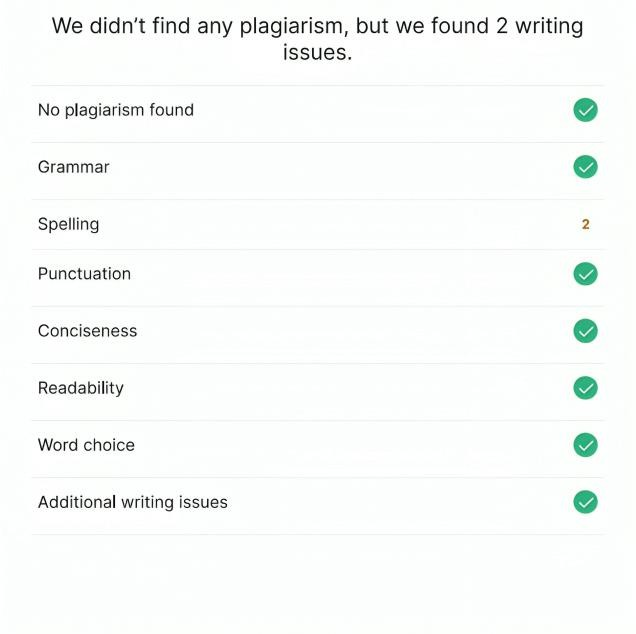 We didn’t find any plagiarism, but we found 2 writing
issues.
No plagiarism found
Grammar
Spelling 2
Punctuation
Conciseness
Readability
Word choice
Additional writing issues